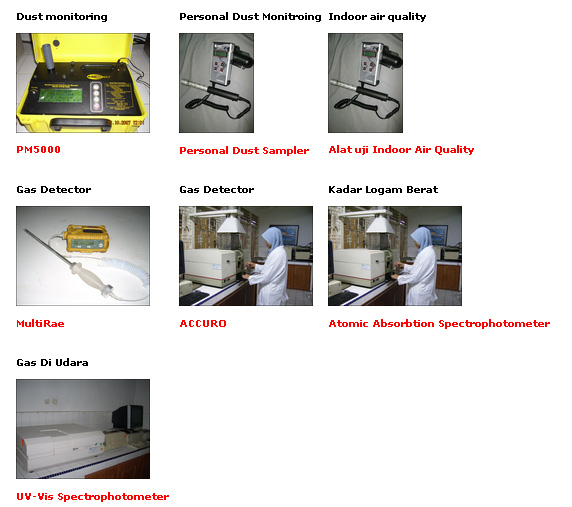 Dust monitoring
Personal Dust Monitroing
Indoor air quality
PM5000
Personal Dust Sampler
Alat uji Indoor Air Quality
Gas Detector
Gas Detector
Kadar Logam Berat
MultiRae
ACCURO
Atomic Absorbtion Spectrophotometer
Gas Di Udara
UV-Vis Spectrophotometer